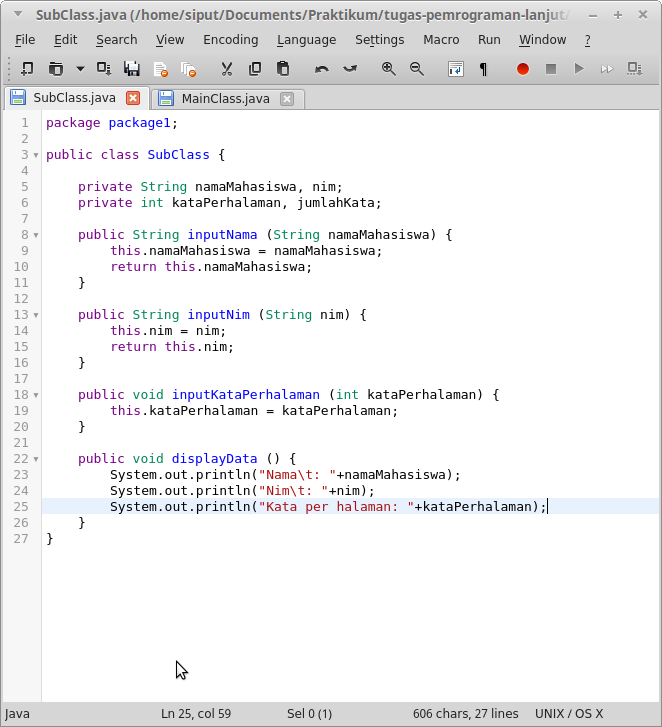 SubClass.java (/home/siput/Documents/Praktikum/tugas-pemrograman-lanjut/
File Edit Search View Encoding Language Settings Macro Run Window ?
SubClass.java MainClass.java
1 package package1;
2
3 public class SubClass {
4
5 private String namaMahasiswa, nim;
6 private int kataPerhalaman, jumlahKata;
7
8 public String inputNama (String namaMahasiswa) {
9 this.namaMahasiswa = namaMahasiswa;
10 return this.namaMahasiswa;
11 }
12
13 public String inputNim (String nim) {
14 this.nim = nim;
15 return this.nim;
16 }
17
18 public void inputKataPerhalaman (int kataPerhalaman) {
19 this.kataPerhalaman = kataPerhalaman;
20 }
21
22 public void displayData () {
23 System.out.println("Nama\t: "+namaMahasiswa);
24 System.out.println("Nim\t: "+nim);
25 System.out.println("Kata per halaman: "+kataPerhalaman);
26 }
27 }
Java Ln 25, col 59 Sel 0 (1) 606 chars, 27 lines UNIX / OS X